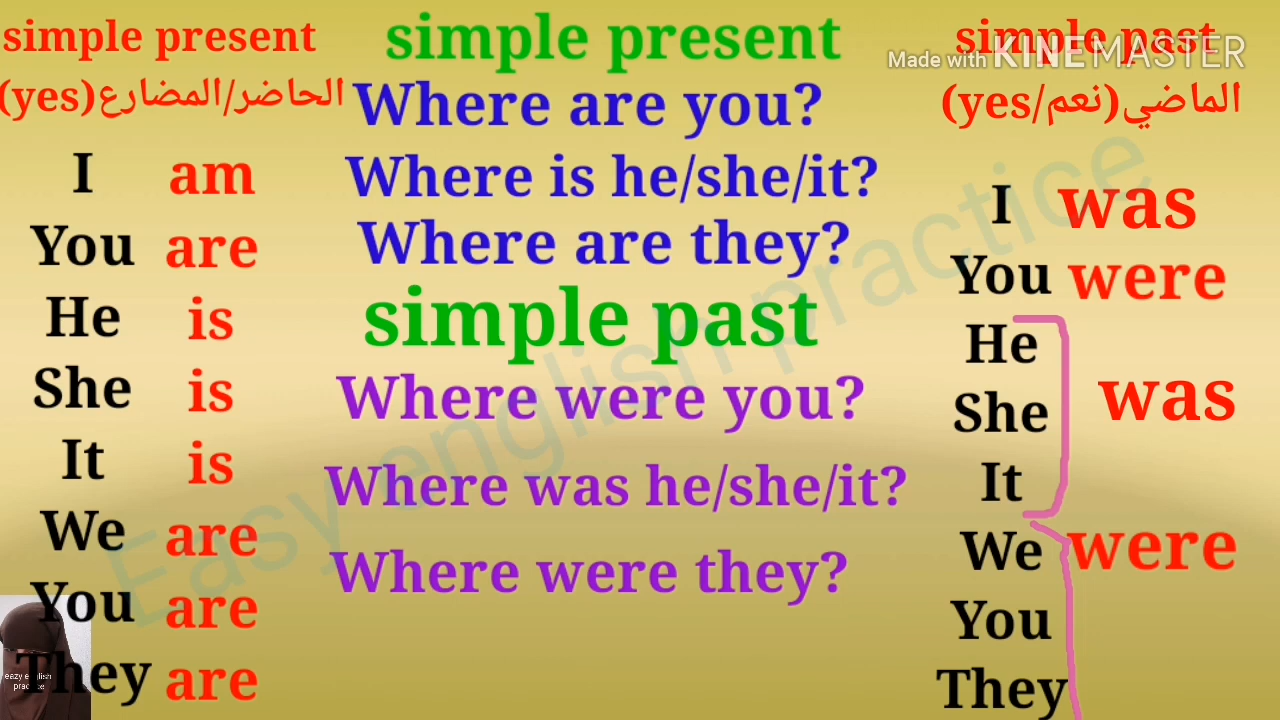 simple present
الحاضر/المضارع(yes)
I am
You are
He is
She is
It is
We are
You are
They are
simple present
Where are you?
Where is he/she/it?
Where are they?
simple past
Where were you?
Where was he/she/it?
Where were they?
simple past
Made with KINEMASTER
الماضي(نعم/yes)
I was
You were
He
She was
It
We were
You
They
Easy english practice
eazy english
practice